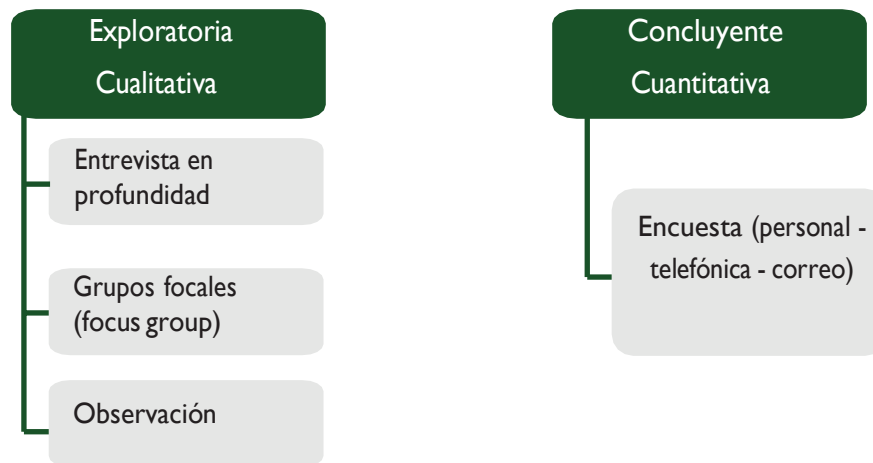 Exploratoria
Cualitativa
Entrevista en
profundidad
Grupos focales
(focus group)
Observación
Concluyente
Cuantitativa
Encuesta (personal -
telefónica - correo)